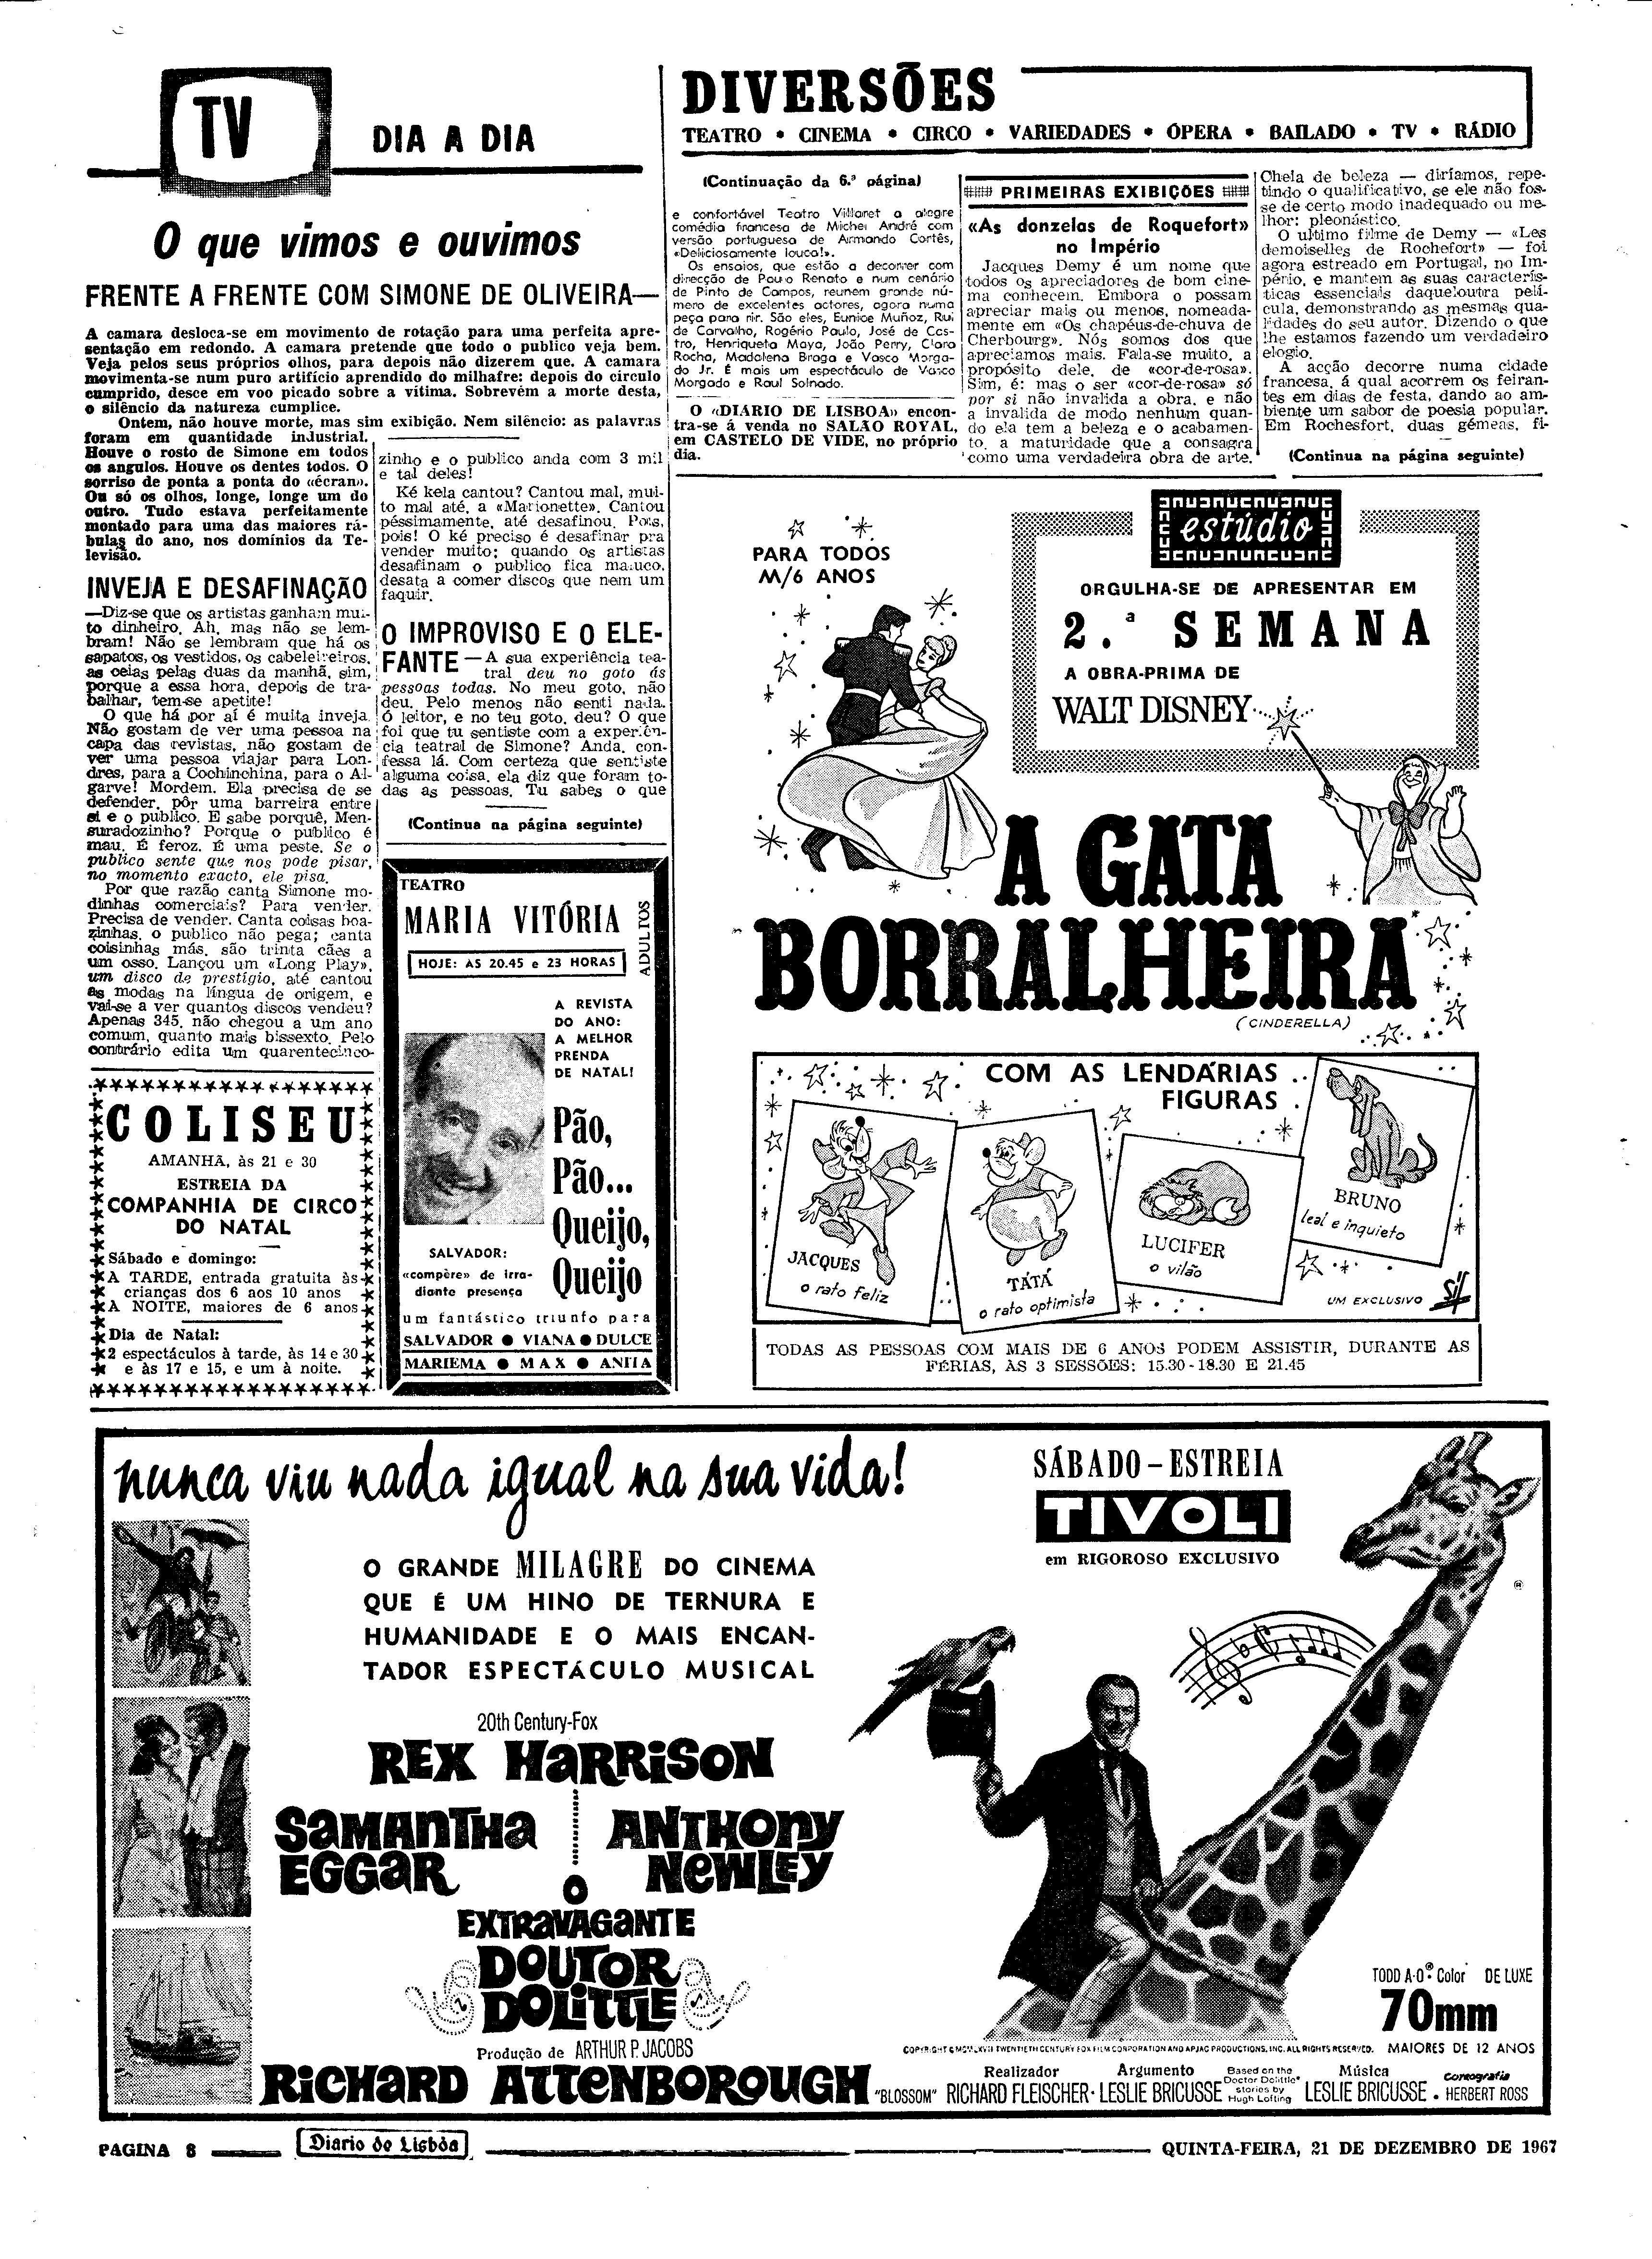 TV
DIA A DIA
O que vimos e ouvimos
FRENTE A FRENTE COM SIMONE DE OLIVEIRA—
A camara desloca-se em movimento de rotação para uma perfeita apre-
sentação em redondo. A camara pretende que todo o publico veja bem.
Veja pelos seus próprios olhos, para depois não dizerem que. A camara
movimenta-se num puro artifício aprendido do milhafre: depois do circulo
cumprido, desce em voo picado sobre a vítima. Sobrevém a morte desta,
o silêncio da natureza cumplice.
Ontem, não houve morte, mas sim exibição. Nem silêncio: as palavras
foram em quantidade industrial.
Houve o rosto de Simone em todos
os angulos. Houve os dentes todos. O
sorriso de ponta a ponta do «écran».
Ou só os olhos, longe, longe um do
outro. Tudo estava perfeitamente
montado para uma das maiores rá-
bulas do ano, nos domínios da Te-
levisão.
INVEJA E DESAFINAÇÃO
—Diz-se que os artistas ganham mui-
to dinheiro. Ah, mas não se lem-
bram! Não se lembram que há os
sapatos, os vestidos, os cabeleireiros,
as ceias pelas duas da manhã, sim,
porque a essa hora, depois de tra-
balhar, tem-se apetite!
O que há por aí é muita inveja.
Não gostam de ver uma pessoa na
capa das revistas, não gostam de
ver uma pessoa viajar para Lon-
dres, para a Cochinchina, para o Al-
garve! Mordem. Ela precisa de se
defender, pôr uma barreira entre
si e o publico. E sabe porquê, Men-
suradozinho? Porque o publico é
mau. É feroz. É uma peste. Se o
publico sente que nos pode pisar,
no momento exacto, ele pisa.
Por que razão canta Simone mo-
dinhas comerciais? Para vender.
Precisa de vender. Canta coisas boa-
zinhas, o publico não pega; canta
coisinhas más, são trinta cães a
um osso. Lançou um «Long Play»,
um disco de prestígio, até cantou
as modas na língua de origem, e
vai-se a ver quantos discos vendeu?
Apenas 345, não chegou a um ano
comum, quanto mais bissexto. Pelo
contrário edita um quarentecinco-
zinho e o publico anda com 3 mil
e tal deles!
Ké kela cantou? Cantou mal, mui-
to mal até, a «Marionette». Cantou
péssimamente, até desafinou. Pois,
pois! O ké preciso é desafinar pra
vender muito; quando os artistas
desafinam o publico fica maluco,
desata a comer discos que nem um
faquir.
O IMPROVISO E O ELE-
FANTE —A sua experiência tea-
tral deu no goto ás
pessoas todas. No meu goto, não
deu. Pelo menos não senti nada.
Ó leitor, e no teu goto, deu? O que
foi que tu sentiste com a experiên-
cia teatral de Simone? Anda, con-
fessa lá. Com certeza que sentiste
alguma coisa, ela diz que foram to-
das as pessoas. Tu sabes o que
(Continua na página seguinte)
COLISEU
AMANHÃ, às 21 e 30
ESTREIA DA
COMPANHIA DE CIRCO
DO NATAL
Sábado e domingo:
A TARDE, entrada gratuita às
crianças dos 6 aos 10 anos
À NOITE, maiores de 6 anos
Dia de Natal:
2 espectáculos à tarde, às 14 e 30
e às 17 e 15, e um à noite.
TEATRO
MARIA VITÓRIA
ADULTOS
HOJE: AS 20.45 e 23 HORAS
A REVISTA
DO ANO:
A MELHOR
PRENDA
DE NATAL!
Pão,
Pão...
Queijo,
Queijo
SALVADOR:
«compère» de irra-
diante presença
um fantástico triunfo para
SALVADOR ● VIANA ● DULCE
MARIEMA ● MAX ● ANITA
DIVERSÕES
TEATRO • CINEMA • CIRCO • VARIEDADES • ÓPERA • BAILADO • TV • RÁDIO
(Continuação da 6.ª página)
e confortável Teatro Villaret a alegre
comédia francesa de Michel André com
versão portuguesa de Armando Cortês,
«Deliciosamente louca!».
Os ensaios, que estão a decorrer com
direcção de Paulo Renato e num cenário
de Pinto de Campos, reunem grande nú-
mero de excelentes actores, agora numa
peça para rir. São eles, Eunice Muñoz, Rui
de Carvalho, Rogério Paulo, José de Cas-
tro, Henriqueta Maya, João Perry, Clara
Rocha, Madalena Braga e Vasco Morga-
do Jr. É mais um espectáculo de Vasco
Morgado e Raul Solnado.
O «DIARIO DE LISBOA» encon-
tra-se á venda no SALÃO ROYAL,
em CASTELO DE VIDE, no próprio
dia.
PRIMEIRAS EXIBIÇÕES
«As donzelas de Roquefort»
no Império
Jacques Demy é um nome que
todos os apreciadores de bom cine-
ma conhecem. Embora o possam
apreciar mais ou menos, nomeada-
mente em «Os chapéus-de-chuva de
Cherbourg». Nós somos dos que
apreciamos mais. Fala-se muito, a
propósito dele, de «cor-de-rosa».
Sim, é: mas o ser «cor-de-rosa» só
por si não invalida a obra, e não
a invalida de modo nenhum quan-
do ela tem a beleza e o acabamen-
to, a maturidade que a consagra
como uma verdadeira obra de arte.
Cheia de beleza — diríamos, repe-
tindo o qualificativo, se ele não fos-
se de certo modo inadequado ou me-
lhor: pleonástico.
O ultimo filme de Demy — «Les
demoiselles de Rochefort» — foi
agora estreado em Portugal, no Im-
pério, e mantem as suas caracterís-
ticas essenciais daqueloutra pelí-
cula, demonstrando as mesmas qua-
lidades do seu autor. Dizendo o que
lhe estamos fazendo um verdadeiro
elogio.
A acção decorre numa cidade
francesa, á qual acorrem os feiran-
tes em dias de festa, dando ao am-
biente um sabor de poesia popular.
Em Rochesfort, duas gémeas, fi-
(Continua na página seguinte)
PARA TODOS
M/6 ANOS
estúdio
ORGULHA-SE DE APRESENTAR EM
2.ª SEMANA
A OBRA-PRIMA DE
WALT DISNEY
A GATA
BORRALHEIRA
(CINDERELLA)
COM AS LENDÁRIAS
FIGURAS
JACQUES
o rato feliz
TÁTÁ
o rato optimista
LUCIFER
o vilão
BRUNO
leal e inquieto
UM EXCLUSIVO Sif
TODAS AS PESSOAS COM MAIS DE 6 ANOS PODEM ASSISTIR, DURANTE AS
FÉRIAS, ÀS 3 SESSÕES: 15.30-18.30 E 21.45
nunca viu nada igual na sua vida!
SÁBADO-ESTREIA
TIVOLI
em RIGOROSO EXCLUSIVO
O GRANDE MILAGRE DO CINEMA
QUE É UM HINO DE TERNURA E
HUMANIDADE E O MAIS ENCAN-
TADOR ESPECTÁCULO MUSICAL
20th Century-Fox
REX HARRISON
SAMANTHA EGGAR
ANTHONY NEWLEY
O
EXTRAVAGANTE
DOUTOR
DOLITTLE
Produção de ARTHUR P. JACOBS
RICHARD ATTENBOROUGH "BLOSSOM"
TODD A-O® Color DE LUXE
70mm
COPYRIGHT © MCMLXVII TWENTIETH CENTURY FOX FILM CORPORATION AND APJAC PRODUCTIONS, INC. ALL RIGHTS RESERVED. MAIORES DE 12 ANOS
Realizador
RICHARD FLEISCHER •
Argumento
LESLIE BRICUSSE
Based on the
Doctor Dolittle
stories by
Hugh Lofting
Música
LESLIE BRICUSSE •
Coreografia
HERBERT ROSS
PAGINA 8
Diario de Lisbôa
QUINTA-FEIRA, 21 DE DEZEMBRO DE 1967